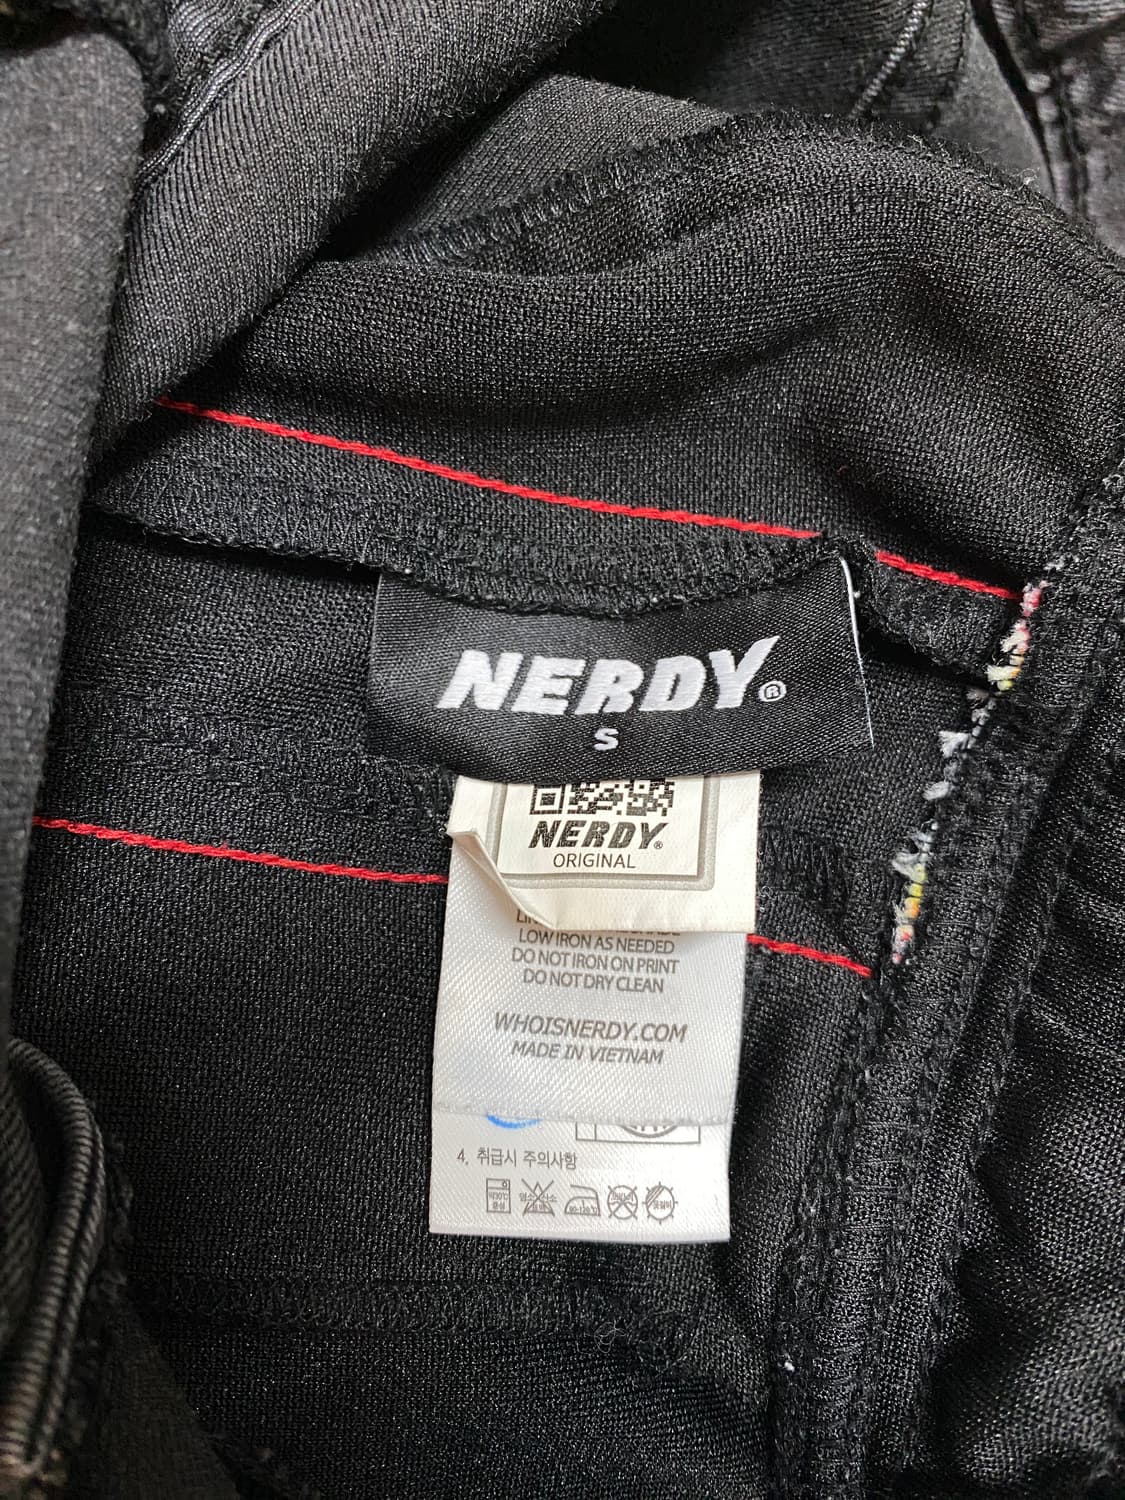 NERDY®
S
NERDY®
ORIGINAL
LOW IRON AS NEEDED
DO NOT IRON ON PRINT
DO NOT DRY CLEAN
WHOISNERDY.COM
MADE IN VIETNAM
4. 취급시 주의사항